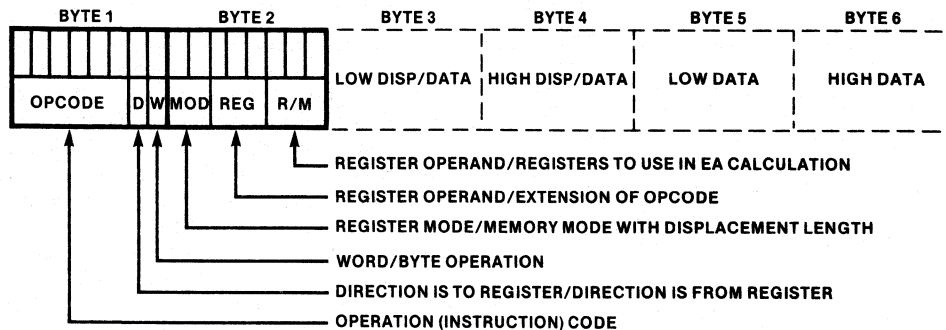 BYTE 1 BYTE 2 BYTE 3 BYTE 4 BYTE 5 BYTE 6
LOW DISP/DATA HIGH DISP/DATA LOW DATA HIGH DATA
OPCODE D W MOD REG R/M
REGISTER OPERAND/REGISTERS TO USE IN EA CALCULATION
REGISTER OPERAND/EXTENSION OF OPCODE
REGISTER MODE/MEMORY MODE WITH DISPLACEMENT LENGTH
WORD/BYTE OPERATION
DIRECTION IS TO REGISTER/DIRECTION IS FROM REGISTER
OPERATION (INSTRUCTION) CODE